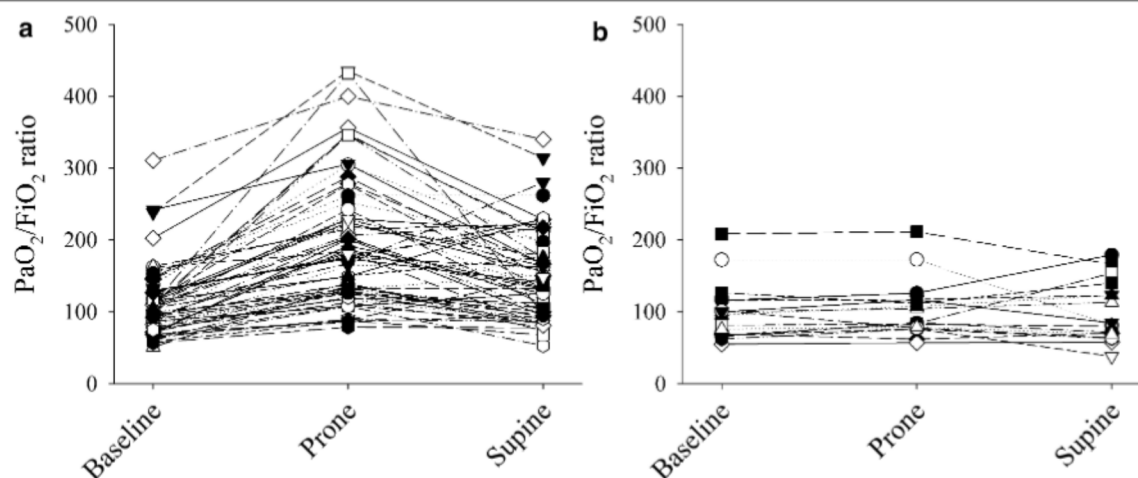 a
PaO2/FiO2 ratio
500
400
300
200
100
0
Baseline
Prone
Supine
b
PaO2/FiO2 ratio
500
400
300
200
100
0
Baseline
Prone
Supine